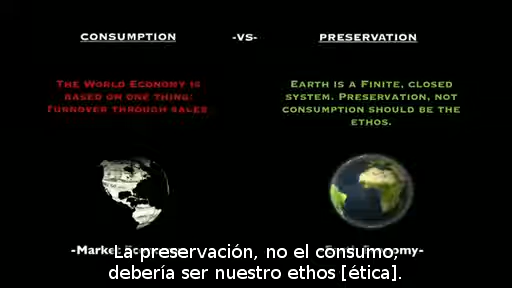 CONSUMPTION -VS- PRESERVATION
THE WORLD ECONOMY IS
BASED ON ONE THING:
TURNOVER THROUGH SALES
EARTH IS A FINITE, CLOSED
SYSTEM. PRESERVATION, NOT
CONSUMPTION SHOULD BE THE
ETHOS.
-Market
La preservación, no el consumo,
debería ser nuestro ethos [ética].